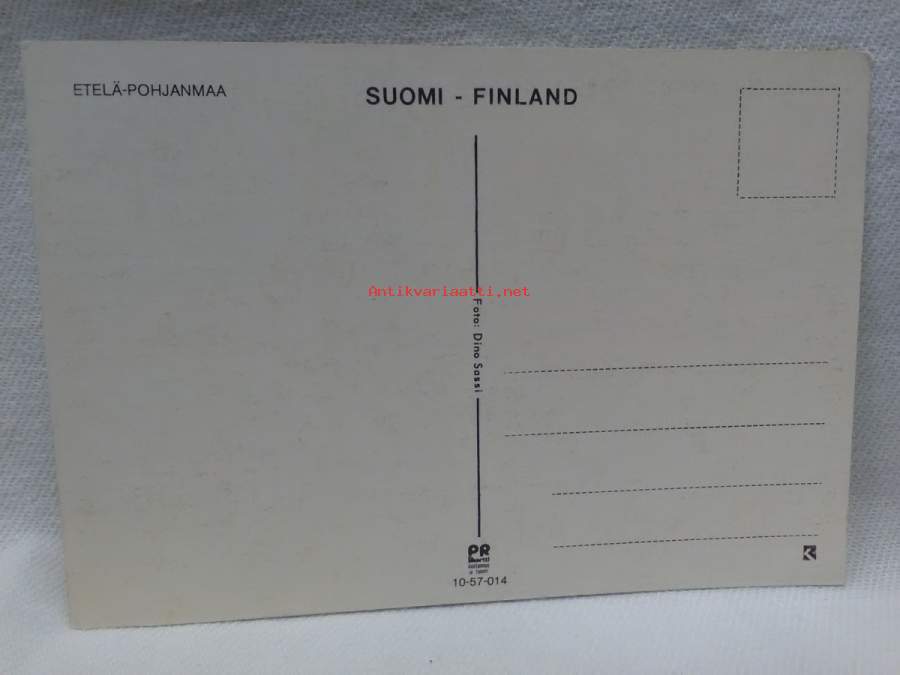 ETELÄ-POHJANMAA
SUOMI - FINLAND
Antikvariaatti.net
Foto: Dino Sassi
PR
10-57-014